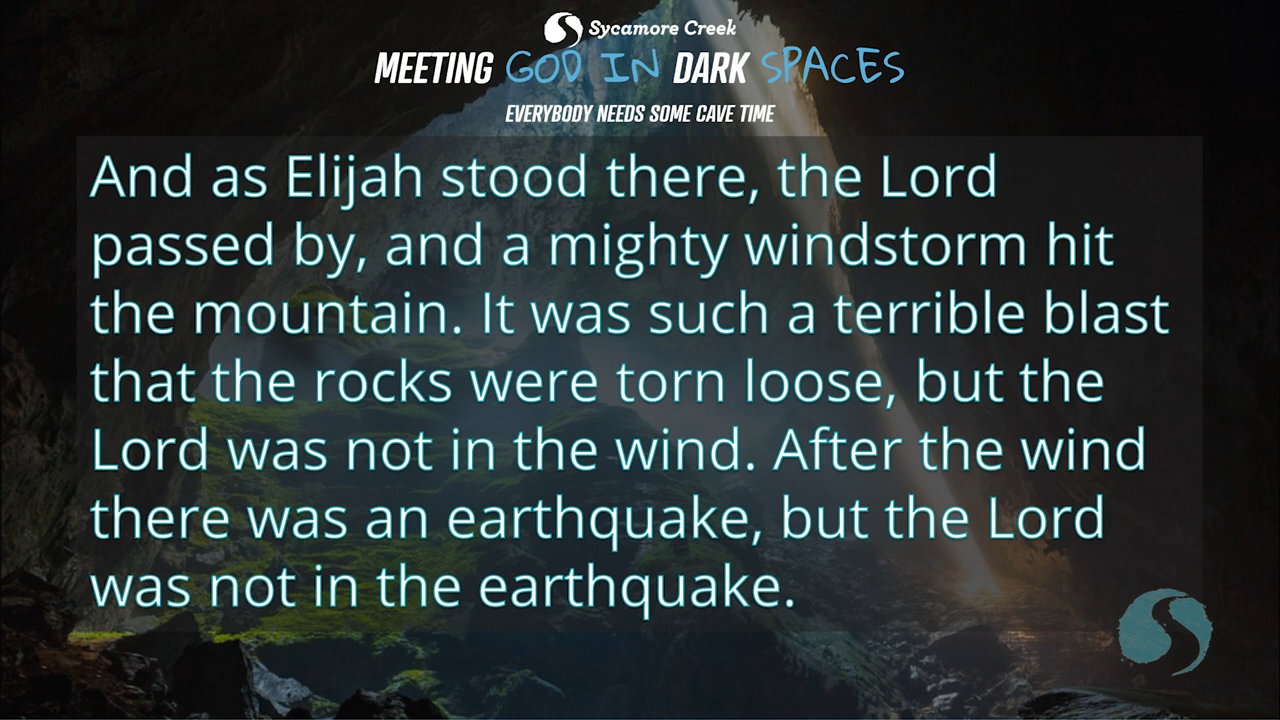 Sycamore Creek
MEETING GOD IN DARK SPACES
EVERYBODY NEEDS SOME CAVE TIME
And as Elijah stood there, the Lord
passed by, and a mighty windstorm hit
the mountain. It was such a terrible blast
that the rocks were torn loose, but the
Lord was not in the wind. After the wind
there was an earthquake, but the Lord
was not in the earthquake.